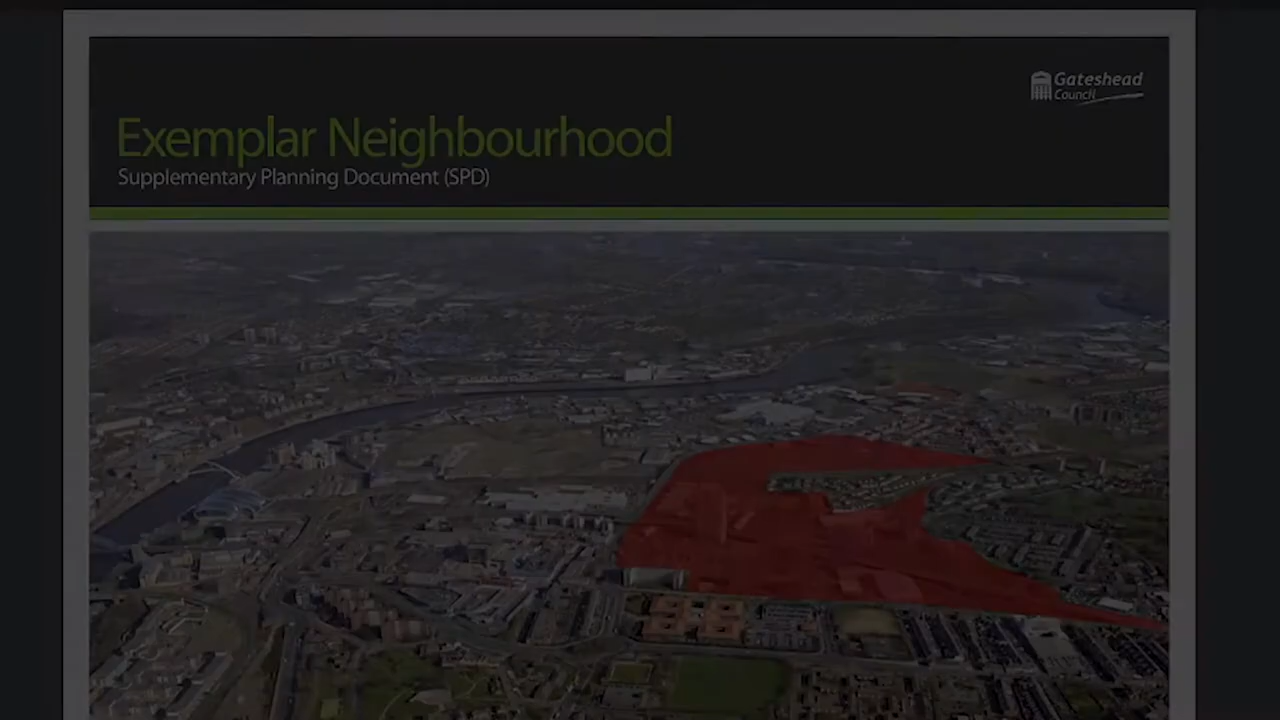 Gateshead
Council
Exemplar Neighbourhood
Supplementary Planning Document (SPD)